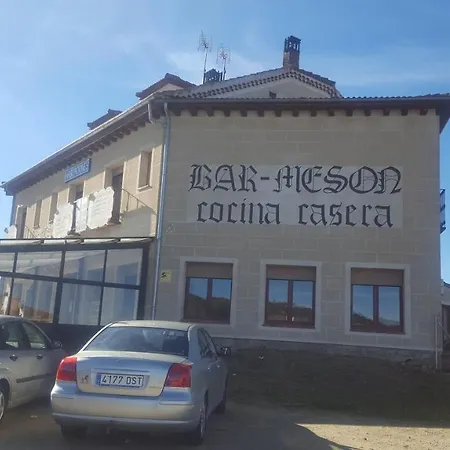 BAR-MESON
cocina casera
4177 DST